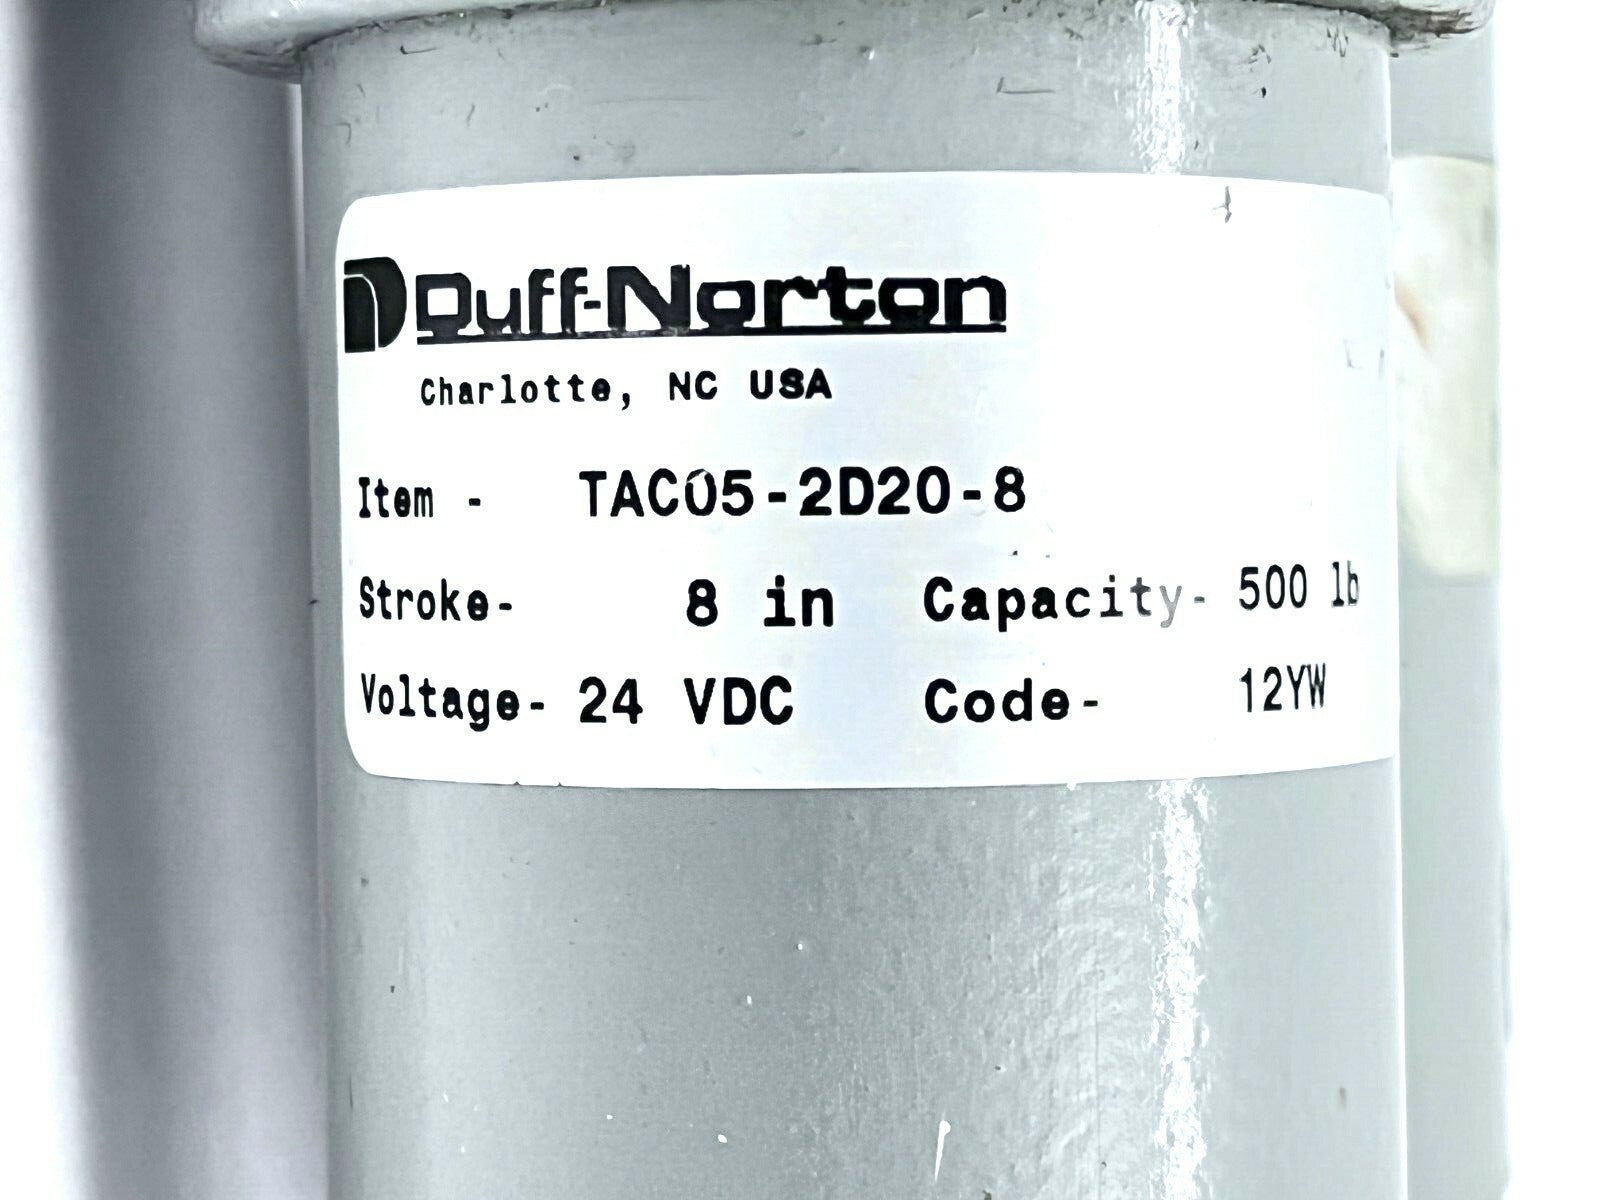 Duff-Norton
Charlotte, NC USA
Item - TAC05-2D20-8
Stroke- 8 in Capacity- 500 lb
Voltage- 24 VDC Code- 12YW